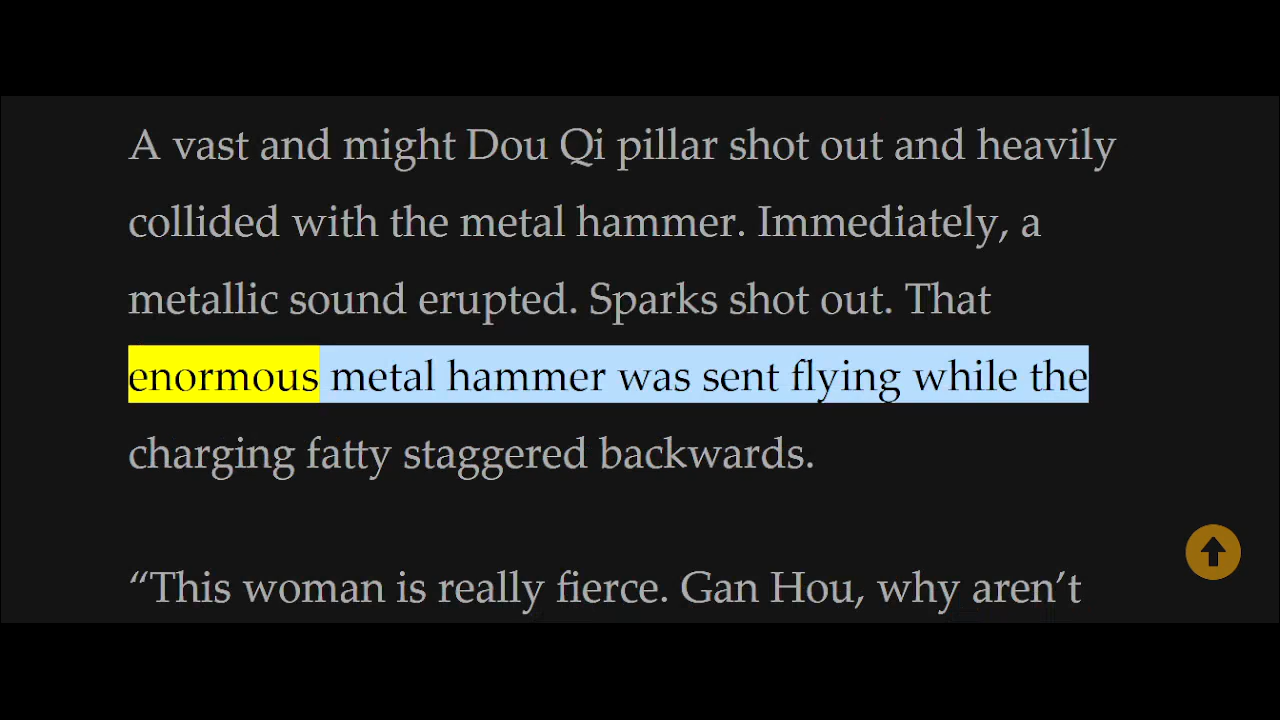 A vast and might Dou Qi pillar shot out and heavily
collided with the metal hammer. Immediately, a
metallic sound erupted. Sparks shot out. That
enormous metal hammer was sent flying while the
charging fatty staggered backwards.
“This woman is really fierce. Gan Hou, why aren’t